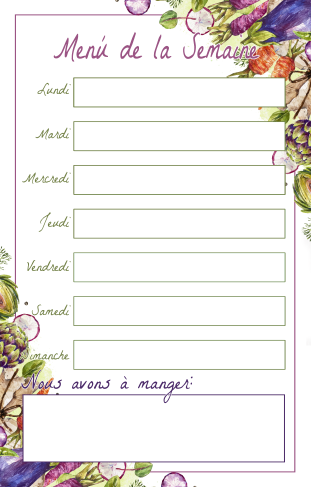 Menú de la Semaine
Lundi
Mardi
Mercredi
Jeudi
Vendredi
Samedi
Dimanche
Nous avons à manger: